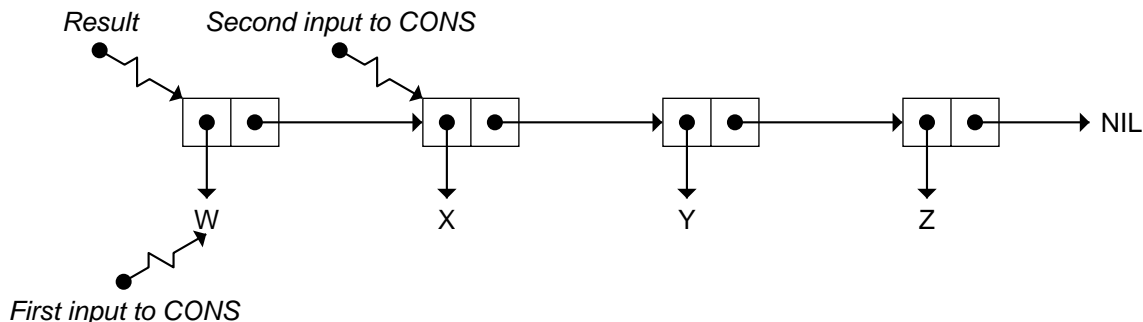 Result
Second input to CONS
NIL
W
X
Y
Z
First input to CONS